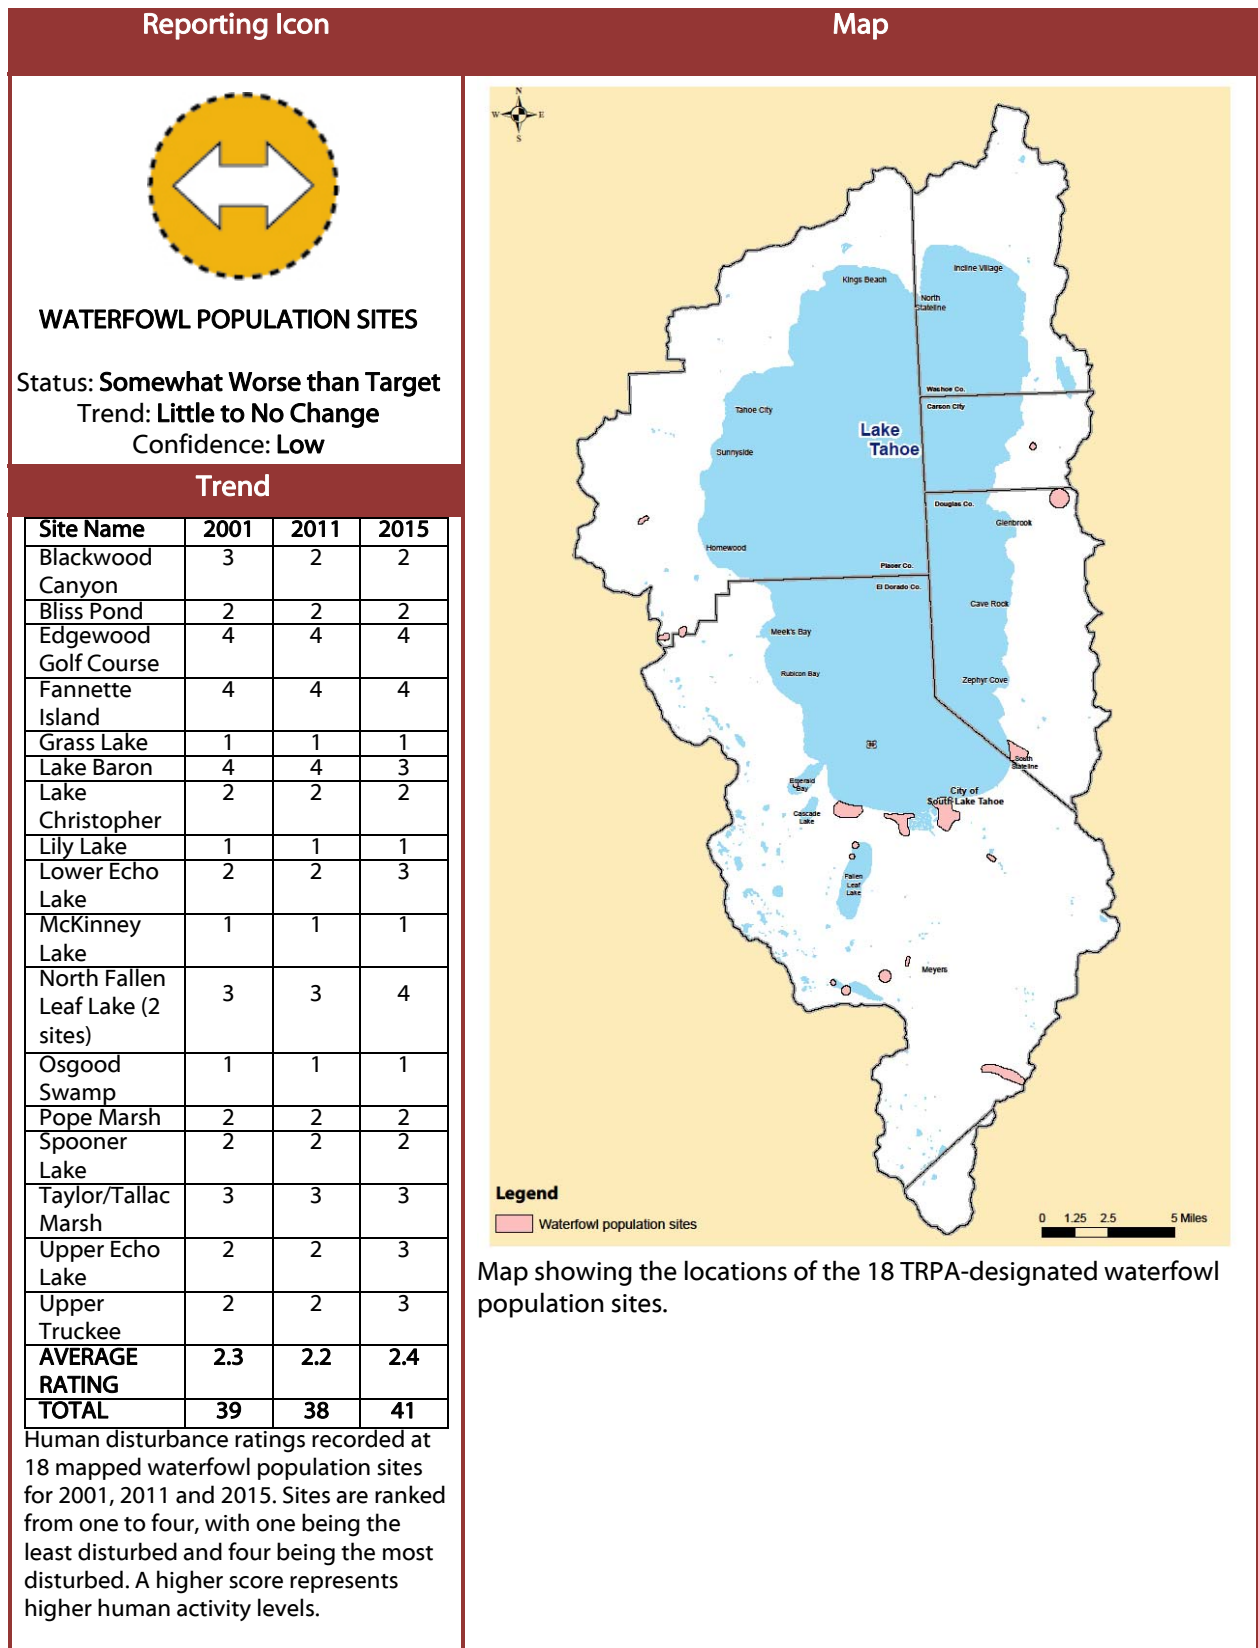 Reporting Icon
Map
WATERFOWL POPULATION SITES
Status: Somewhat Worse than Target
Trend: Little to No Change
Confidence: Low
Trend
Site Name 2001 2011 2015
Blackwood Canyon 3 2 2
Bliss Pond 2 2 2
Edgewood Golf Course 4 4 4
Fannette Island 4 4 4
Grass Lake 1 1 1
Lake Baron 4 4 3
Lake Christopher 2 2 2
Lily Lake 1 1 1
Lower Echo Lake 2 2 3
McKinney Lake 1 1 1
North Fallen Leaf Lake (2 sites) 3 3 4
Osgood Swamp 1 1 1
Pope Marsh 2 2 2
Spooner Lake 2 2 2
Taylor/Tallac Marsh 3 3 3
Upper Echo Lake 2 2 3
Upper Truckee 2 2 3
AVERAGE RATING 2.3 2.2 2.4
TOTAL 39 38 41
Human disturbance ratings recorded at
18 mapped waterfowl population sites
for 2001, 2011 and 2015. Sites are ranked
from one to four, with one being the
least disturbed and four being the most
disturbed. A higher score represents
higher human activity levels.
N
W E
S
Kings Beach
Incline Village
North
Stateline
Washoe Co.
Carson City
Tahoe City
Lake
Tahoe
Sunnyside
Douglas Co.
Glenbrook
Homewood
Placer Co.
El Dorado Co.
Cave Rock
Meek's Bay
Rubicon Bay
Zephyr Cove
South
Stateline
Emerald
Bay
City of
South Lake Tahoe
Cascade
Lake
Fallen
Leaf
Lake
Meyers
Legend
Waterfowl population sites
0 1.25 2.5 5 Miles
Map showing the locations of the 18 TRPA-designated waterfowl
population sites.